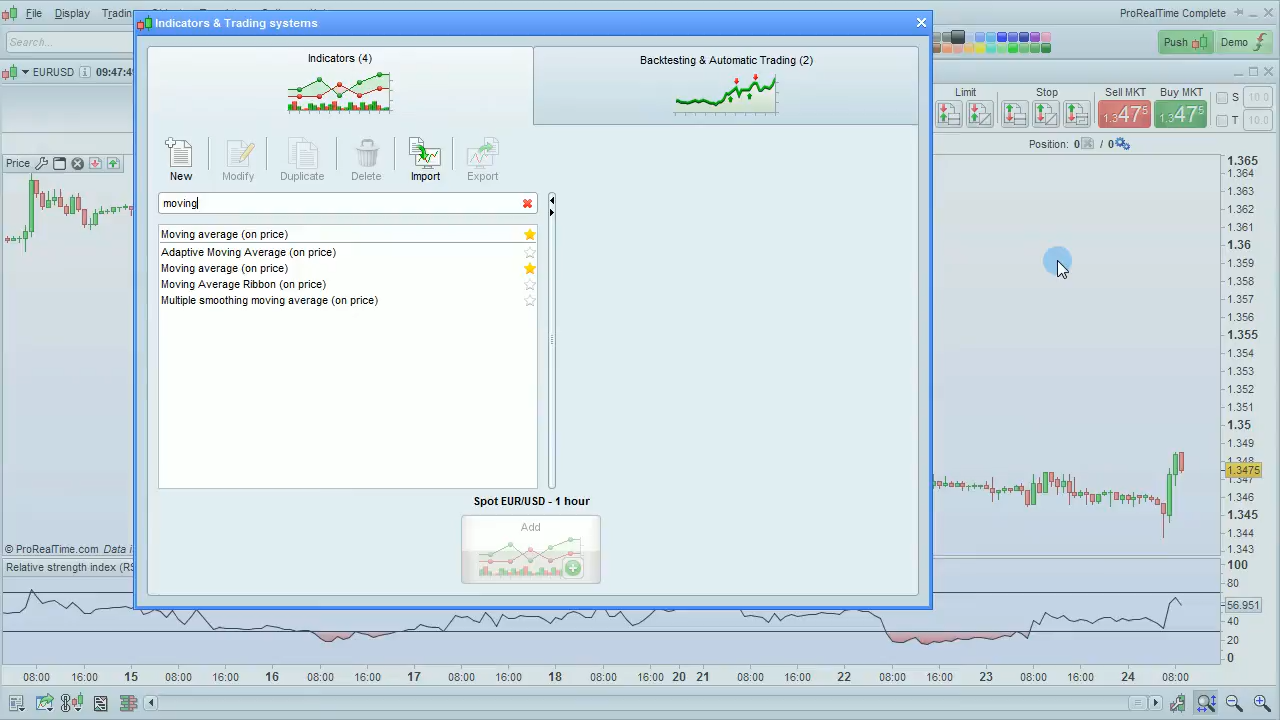 Indicators & Trading systems
File Display Tradin
ProRealTime Complete
Search...
Push
Demo
EURUSD
Indicators (4)
Backtesting & Automatic Trading (2)
Limit Stop Sell MKT Buy MKT
1.3475 1.3475
S 10.0
T 10.0
Position: 0 / 0
Price
New Modify Duplicate Delete Import Export
moving
Moving average (on price)
Adaptive Moving Average (on price)
Moving average (on price)
Moving Average Ribbon (on price)
Multiple smoothing moving average (on price)
Spot EUR/USD - 1 hour
Add
1.365
1.364
1.363
1.362
1.361
1.36
1.359
1.358
1.357
1.356
1.355
1.354
1.353
1.352
1.351
1.35
1.349
1.3475
1.347
1.346
1.345
1.344
1.343
© ProRealTime.com Data i
Relative strength index (RS
100
80
56.951
40
20
0
08:00 16:00 15 08:00 16:00 16 08:00 16:00 17 08:00 16:00 18 08:00 16:00 20 21 08:00 16:00 22 08:00 16:00 23 08:00 16:00 24 08:00